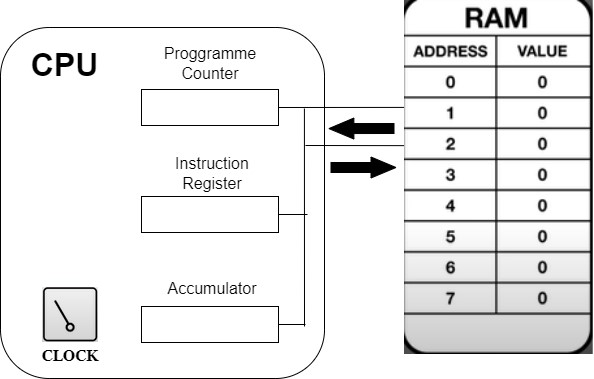 CPU
Proggramme
Counter
Instruction
Register
Accumulator
CLOCK
RAM
ADDRESS VALUE
0 0
1 0
2 0
3 0
4 0
5 0
6 0
7 0